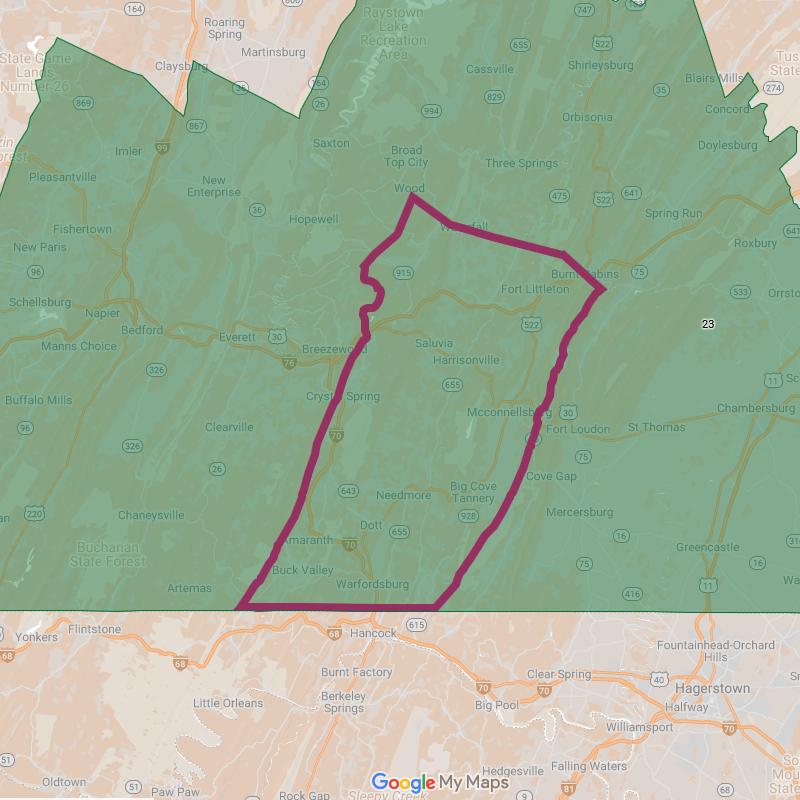 747
164
Roaring
Spring
Raystown
Lake
Recreation
Area
655
522
Martinsburg
State Game
Lands
Number 26
Claysburg
Cassville
Shirleysburg
Blairs Mills
35
164
26
35
274
869
994
829
Concord
867
Orbisonia
Saxton
Doylesburg
Imler
99
Broad
Top City
Three Springs
Pleasantville
New
Enterprise
Wood
475
522
641
36
Hopewell
Spring Run
Fishertown
641
New Paris
Roxbury
96
915
Burnt Cabins
75
Fort Littleton
533
Schellsburg
Napier
522
23
Bedford
Everett
30
Saluvia
Manns Choice
Breezewood
76
Harrisonville
326
11
655
Crystal Spring
Buffalo Mills
Mcconnellsburg
30
Chambersburg
96
Clearville
Fort Loudon
St Thomas
70
326
75
26
Cove Gap
643
Needmore
Big Cove
Tannery
220
Chaneysville
928
Mercersburg
Dott
655
16
Buchanan
State Forest
Amaranth
70
Greencastle
16
Buck Valley
75
11
Artemas
Warfordsburg
416
Yonkers
Flintstone
68
Hancock
615
68
68
Fountainhead-Orchard
Hills
Burnt Factory
Clear Spring
40
Little Orleans
Berkeley
Springs
70
70
Hagerstown
Big Pool
Halfway
Williamsport
70
51
Falling Waters
Hedgesville
Oldtown
51
Paw Paw
Rock Gap
Sleepy Creek
9
81
Google My Maps